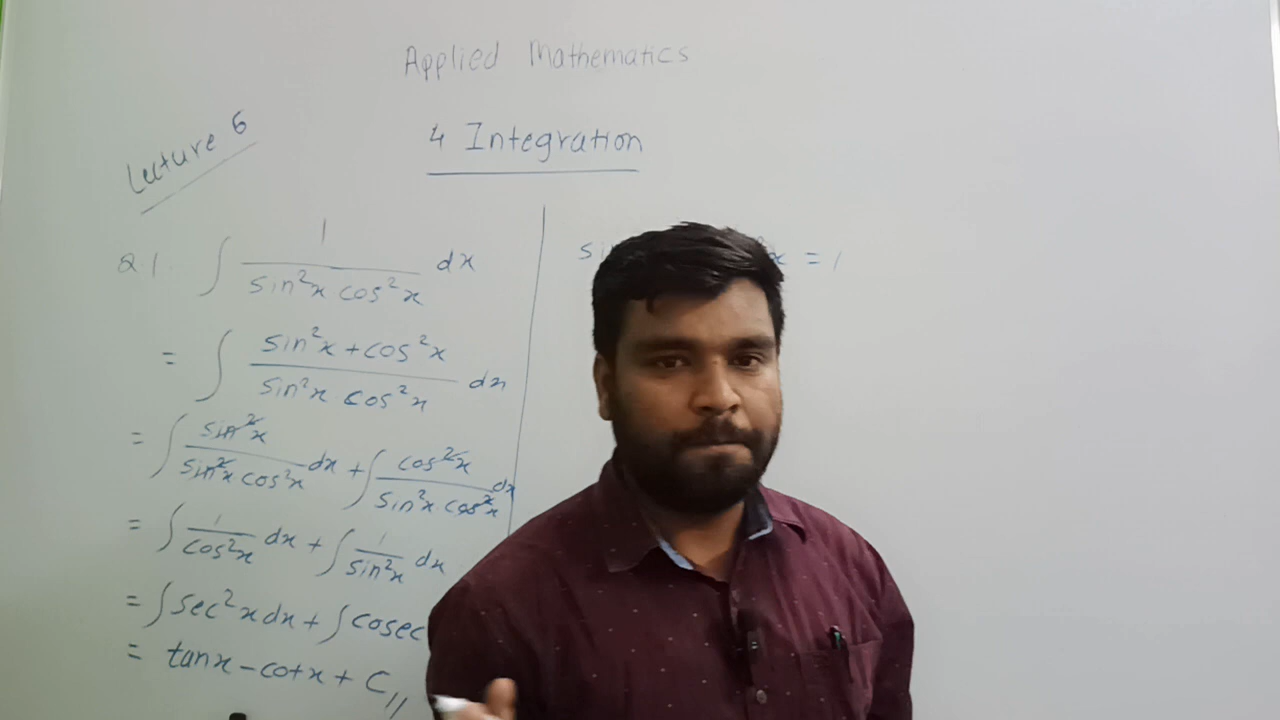 Applied Mathematics
Lecture 6
4 Integration
Q1. ∫ 1 / sin²x cos²x dx
= ∫ sin²x + cos²x / sin²x cos²x dx
= ∫ sin²x / sin²x cos²x dx + ∫ cos²x / sin²x cos²x dx
= ∫ 1 / cos²x dx + ∫ 1 / sin²x dx
= ∫ sec²x dx + ∫ cosec
= tanx - cotx + C //
x = 1